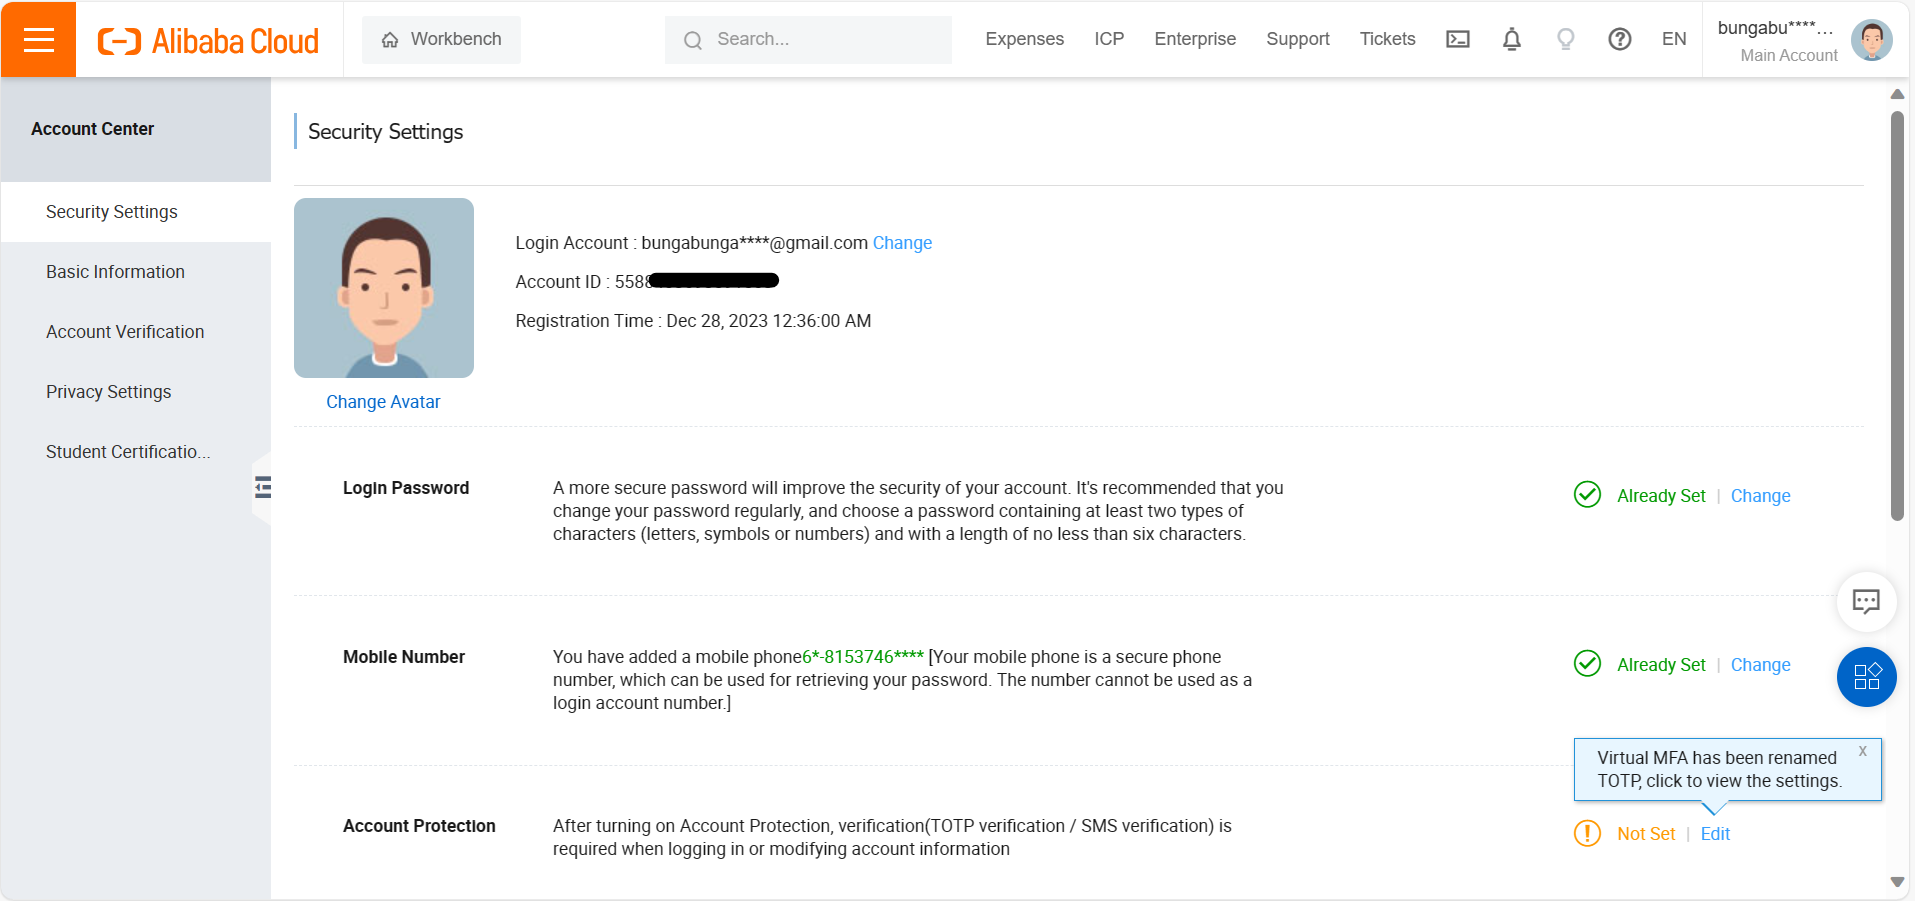 Alibaba Cloud
Workbench
Search...
Expenses
ICP
Enterprise
Support
Tickets
EN
bungabu****...
Main Account
Account Center
Security Settings
Basic Information
Account Verification
Privacy Settings
Student Certificatio...
Security Settings
Login Account : bungabunga****@gmail.com Change
Account ID : 558
Registration Time : Dec 28, 2023 12:36:00 AM
Change Avatar
Login Password
A more secure password will improve the security of your account. It's recommended that you
change your password regularly, and choose a password containing at least two types of
characters (letters, symbols or numbers) and with a length of no less than six characters.
Already Set | Change
Mobile Number
You have added a mobile phone6*-8153746**** [Your mobile phone is a secure phone
number, which can be used for retrieving your password. The number cannot be used as a
login account number.]
Already Set | Change
Virtual MFA has been renamed
TOTP, click to view the settings.
x
Account Protection
After turning on Account Protection, verification(TOTP verification / SMS verification) is
required when logging in or modifying account information
Not Set | Edit